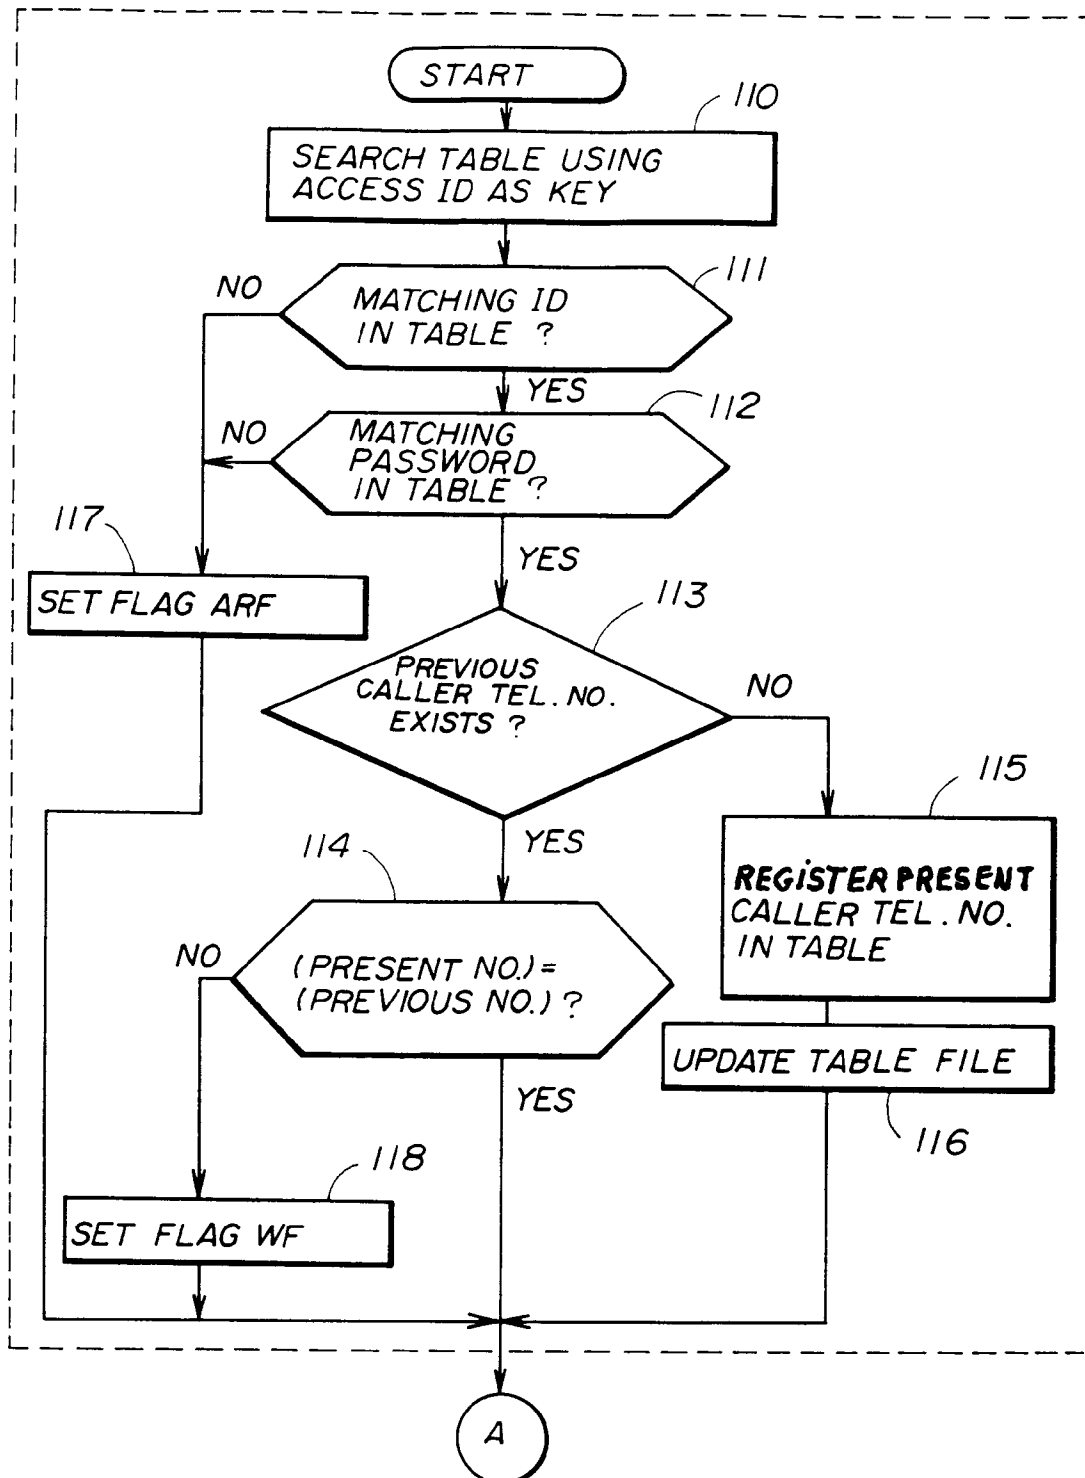 START
110
SEARCH TABLE USING
ACCESS ID AS KEY
111
NO
MATCHING ID
IN TABLE ?
YES
112
NO
MATCHING
PASSWORD
IN TABLE ?
117
YES
SET FLAG ARF
113
PREVIOUS
CALLER TEL. NO.
EXISTS ?
NO
115
YES
114
REGISTER PRESENT
CALLER TEL. NO.
IN TABLE
NO
(PRESENT NO.) =
(PREVIOUS NO.) ?
UPDATE TABLE FILE
YES
116
118
SET FLAG WF
A